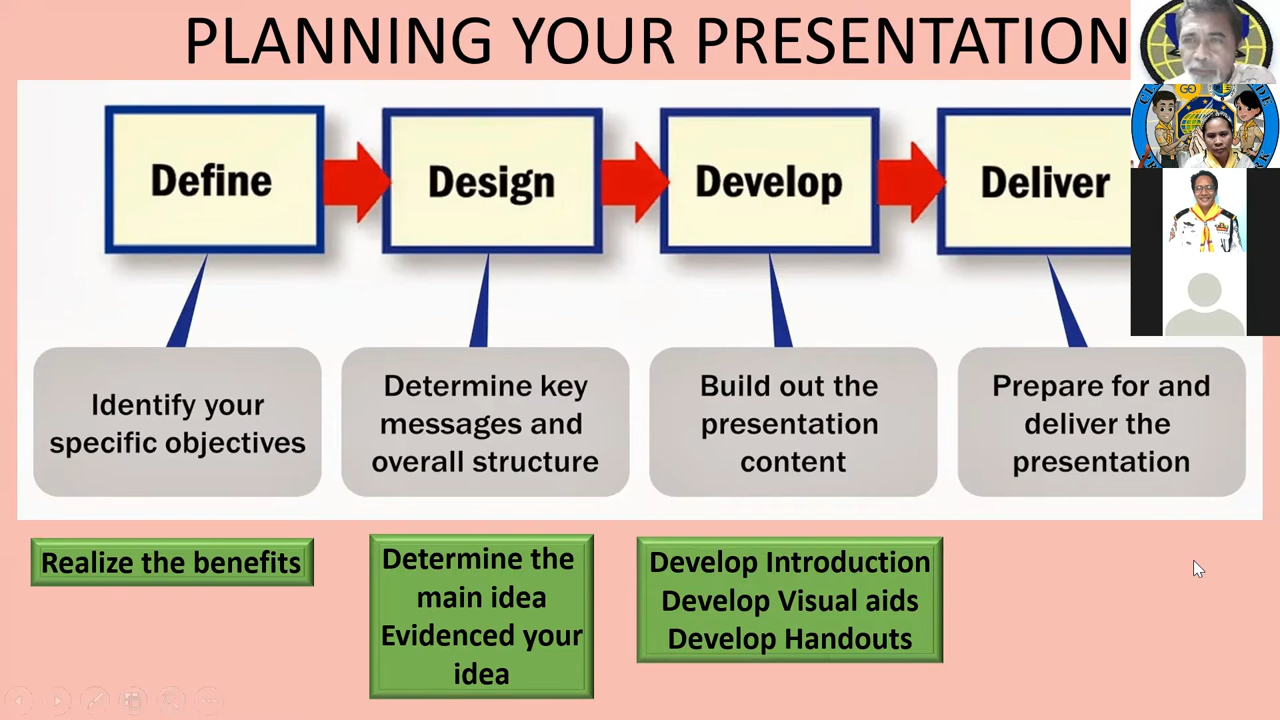 PLANNING YOUR PRESENTATION
Define
Design
Develop
Deliver
Identify your
specific objectives
Determine key
messages and
overall structure
Build out the
presentation
content
Prepare for and
deliver the
presentation
Realize the benefits
Determine the
main idea
Evidenced your
idea
Develop Introduction
Develop Visual aids
Develop Handouts